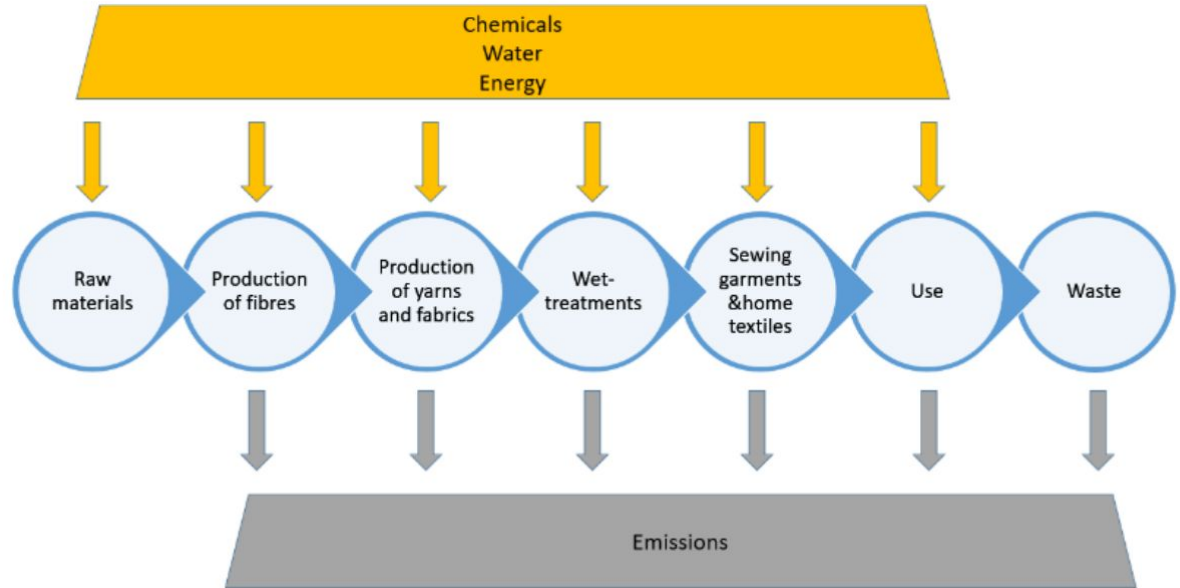 Chemicals
Water
Energy
Raw
materials
Production
of fibres
Production
of yarns
and fabrics
Wet-
treatments
Sewing
garments
&home
textiles
Use
Waste
Emissions